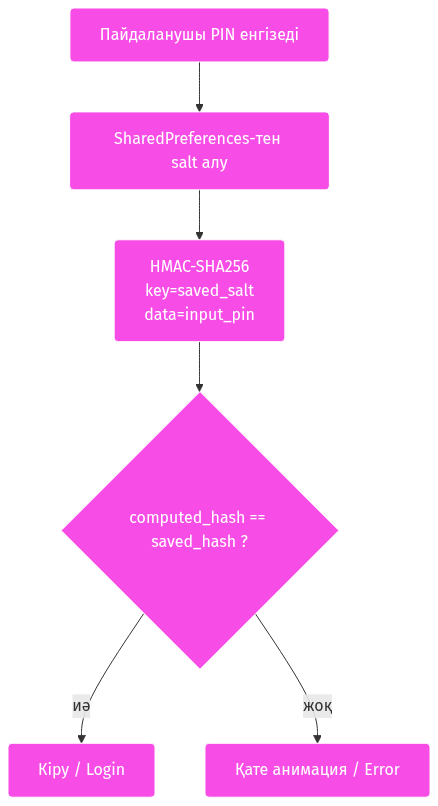 Пайдаланушы PIN енгізеді
SharedPreferences-тен
salt алу
HMAC-SHA256
key=saved_salt
data=input_pin
computed_hash ==
saved_hash ?
иә
жоқ
Кіру / Login
Қате анимация / Error